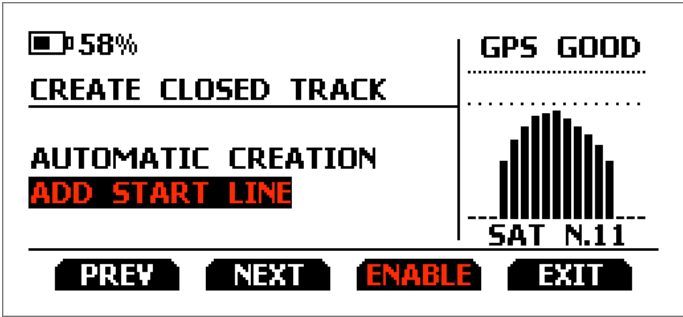 58%
GPS GOOD
CREATE CLOSED TRACK
AUTOMATIC CREATION
ADD START LINE
SAT N.11
PREV NEXT ENABLE EXIT